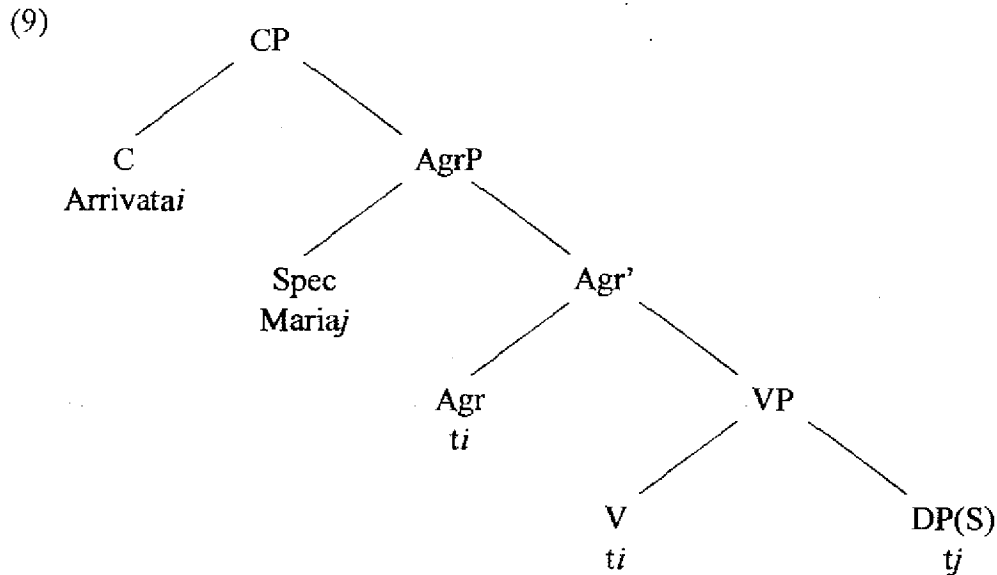 (9)
CP
C AgrP
Arrivatai
Spec Agr’
Mariaj
Agr VP
ti
V DP(S)
ti tj